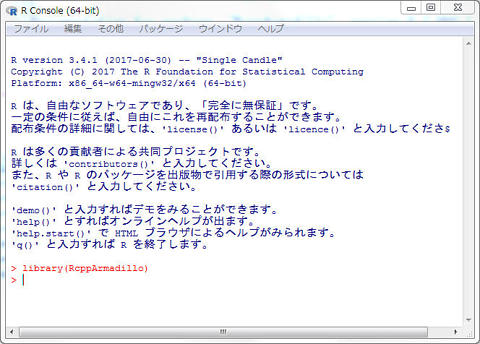 R Console (64-bit)
ファイル 編集 その他 パッケージ ウインドウ ヘルプ
R version 3.4.1 (2017-06-30) -- "Single Candle"
Copyright (C) 2017 The R Foundation for Statistical Computing
Platform: x86_64-w64-mingw32/x64 (64-bit)
R は、自由なソフトウェアであり、「完全に無保証」です。
一定の条件に従えば、自由にこれを再配布することができます。
配布条件の詳細に関しては、'license()' あるいは 'licence()' と入力してくださ$
R は多くの貢献者による共同プロジェクトです。
詳しくは 'contributors()' と入力してください。
また、R や R のパッケージを出版物で引用する際の形式については
'citation()' と入力してください。
'demo()' と入力すればデモをみることができます。
'help()' とすればオンラインヘルプが出ます。
'help.start()' で HTML ブラウザによるヘルプがみられます。
'q()' と入力すれば R を終了します。
> library(RcppArmadillo)
>